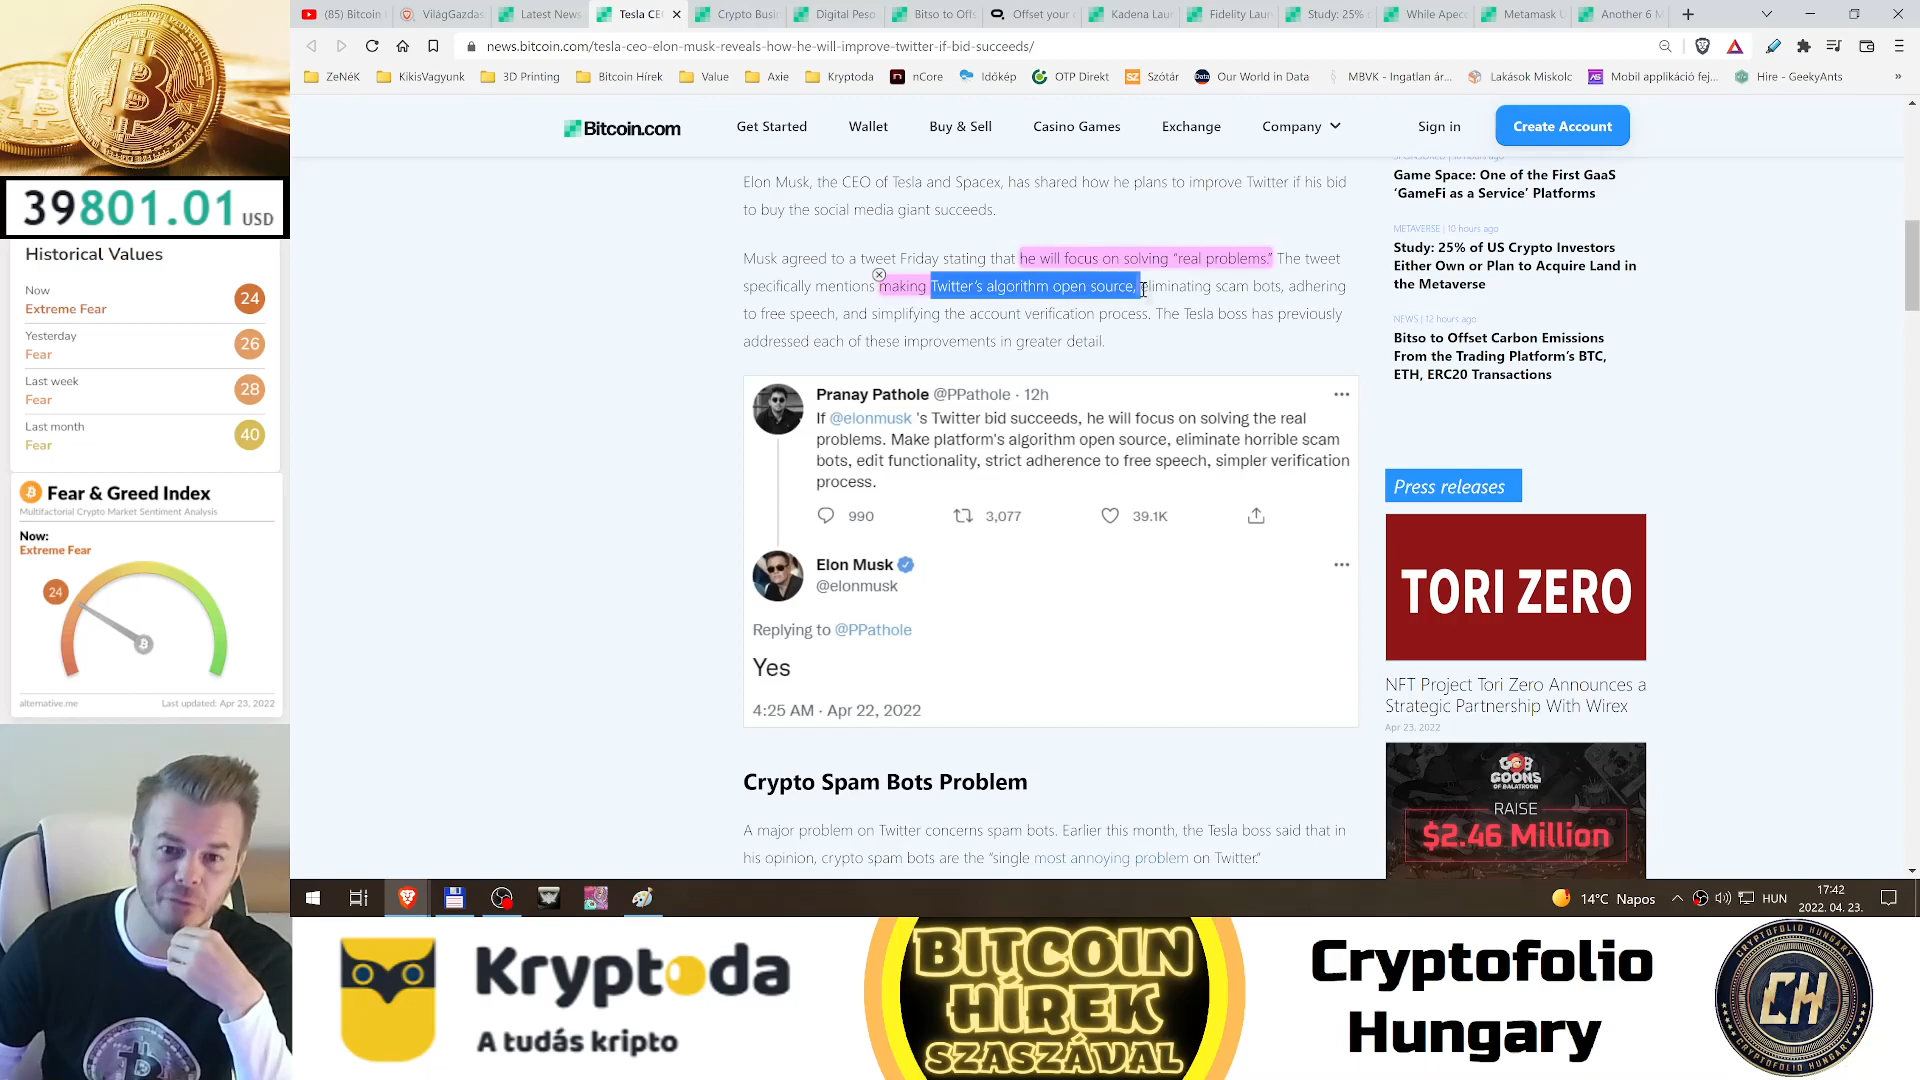 (85) Bitcoin
VilágGazdas
Latest News
Tesla CE
Crypto Busi
Digital Peso
Bitso to Offs
Offset your
Kadena Lau
Fidelity Laun
Study: 25%
While Apec
Metamask
Another 6 M
news.bitcoin.com/tesla-ceo-elon-musk-reveals-how-he-will-improve-twitter-if-bid-succeeds/
ZeNéK
KikisVagyunk
3D Printing
Bitcoin Hírek
Value
Axie
Kryptoda
nCore
Időkép
OTP Direkt
SZ Szótár
Our World in Data
MBVK - Ingatlan ár...
Lakások Miskolc
Mobil applikáció fej...
Hire - GeekyAnts
»
Bitcoin.com
Get Started
Wallet
Buy & Sell
Casino Games
Exchange
Company
Sign in
Create Account
39801.01 USD
Historical Values
Now
Extreme Fear
24
Yesterday
Fear
26
Last week
Fear
28
Last month
Fear
40
Fear & Greed Index
Multifactorial Crypto Market Sentiment Analysis
Now:
Extreme Fear
24
alternative.me
Last updated: Apr 23, 2022
Elon Musk, the CEO of Tesla and Spacex, has shared how he plans to improve Twitter if his bid
to buy the social media giant succeeds.
Musk agreed to a tweet Friday stating that he will focus on solving “real problems.” The tweet
specifically mentions making Twitter’s algorithm open source, eliminating scam bots, adhering
to free speech, and simplifying the account verification process. The Tesla boss has previously
addressed each of these improvements in greater detail.
Pranay Pathole @PPathole · 12h
If @elonmusk 's Twitter bid succeeds, he will focus on solving the real
problems. Make platform's algorithm open source, eliminate horrible scam
bots, edit functionality, strict adherence to free speech, simpler verification
process.
990
3,077
39.1K
Elon Musk
@elonmusk
Replying to @PPathole
Yes
4:25 AM · Apr 22, 2022
Crypto Spam Bots Problem
A major problem on Twitter concerns spam bots. Earlier this month, the Tesla boss said that in
his opinion, crypto spam bots are the “single most annoying problem on Twitter.”
SPONSORED | 10 hours ago
Game Space: One of the First GaaS
‘GameFi as a Service’ Platforms
METAVERSE | 10 hours ago
Study: 25% of US Crypto Investors
Either Own or Plan to Acquire Land in
the Metaverse
NEWS | 12 hours ago
Bitso to Offset Carbon Emissions
From the Trading Platform’s BTC,
ETH, ERC20 Transactions
Press releases
TORI ZERO
NFT Project Tori Zero Announces a
Strategic Partnership With Wirex
Apr 23, 2022
GOONS
OF BALATROON
RAISE
$2.46 Million
14°C Napos
HUN
17:42
2022. 04. 23.
Kryptoda
A tudás kripto
BITCOIN
HÍREK
SZASZÁVAL
Cryptofolio
Hungary
CRYPTOFOLIO HUNGARY
CH
CRYPTOFOLIO HUNGARY